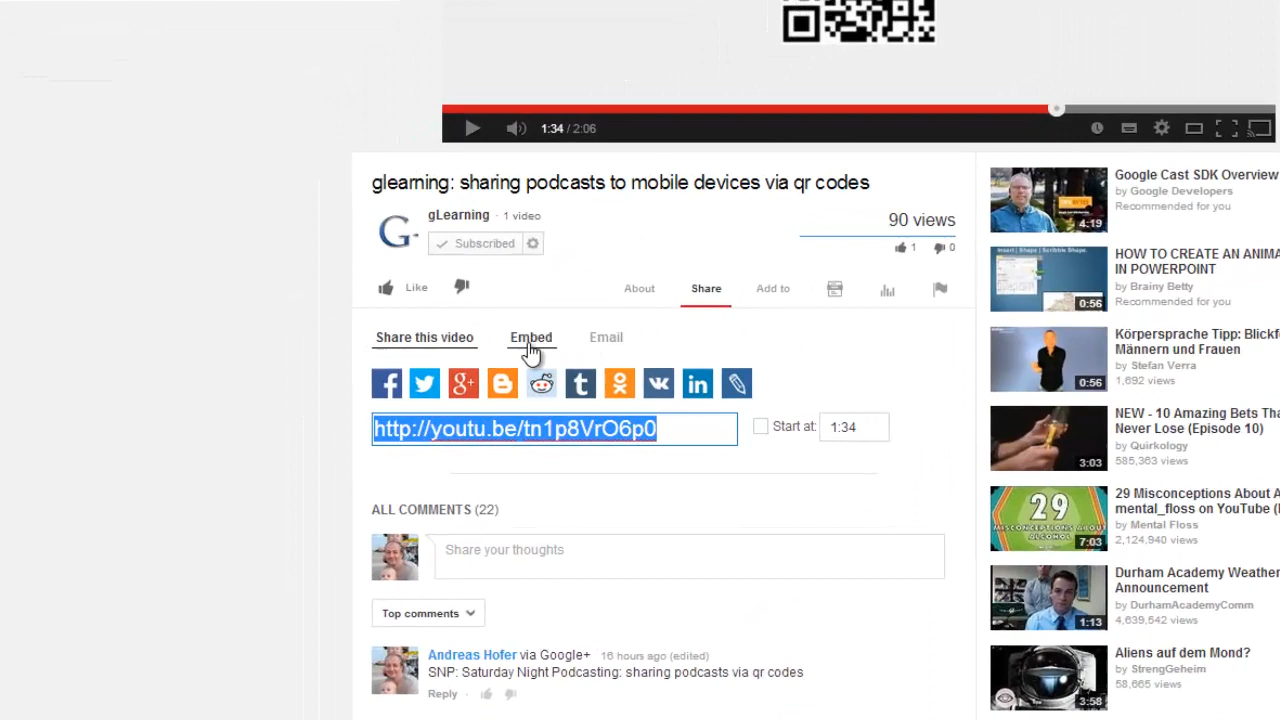 1:34 / 2:06
glearning: sharing podcasts to mobile devices via qr codes
G
gLearning · 1 video
Subscribed
90 views
1
0
Like
About
Share
Add to
Share this video
Embed
Email
http://youtu.be/tn1p8VrO6p0
Start at:
1:34
ALL COMMENTS (22)
Share your thoughts
Top comments
Andreas Hofer via Google+ 16 hours ago (edited)
SNP: Saturday Night Podcasting: sharing podcasts via qr codes
Reply
4:19
Google Cast SDK Overview
by Google Developers
Recommended for you
0:56
HOW TO CREATE AN ANIMA
IN POWERPOINT
by Brainy Betty
Recommended for you
0:56
Körpersprache Tipp: Blickf
Männern und Frauen
by Stefan Verra
1,692 views
3:03
NEW - 10 Amazing Bets Tha
Never Lose (Episode 10)
by Quirkology
585,363 views
29
MISCONCEPTIONS ABOUT
ALCOHOL
7:03
29 Misconceptions About A
mental_floss on YouTube (
by Mental Floss
2,124,940 views
1:13
Durham Academy Weather
Announcement
by DurhamAcademyComm
4,639,542 views
3:58
Aliens auf dem Mond?
by StrengGeheim
58,665 views